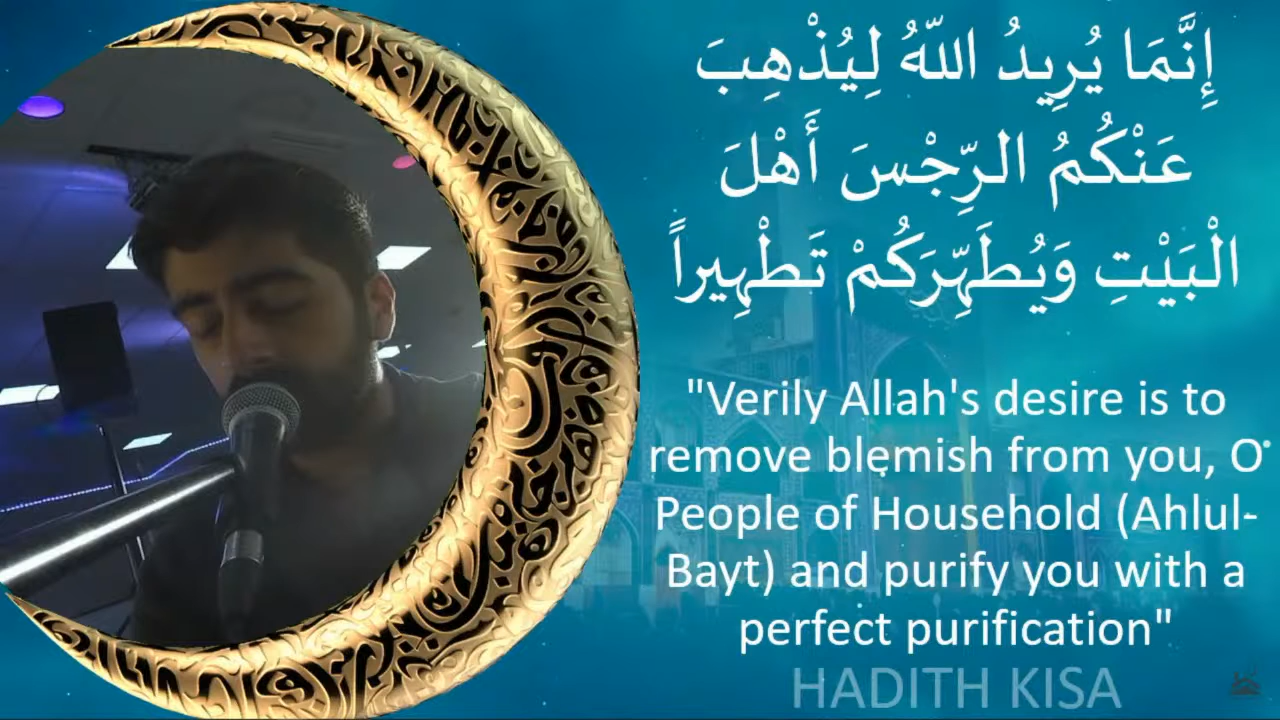 إِنَّمَا يُرِيدُ اللّهُ لِيُذْهِبَ
عَنْكُمُ الرِّجْسَ أَهْلَ
الْبَيْتِ وَيُطَهِّرَكُمْ تَطْهِيراً
"Verily Allah's desire is to
remove blemish from you, O
People of Household (Ahlul-
Bayt) and purify you with a
perfect purification"
HADITH KISA